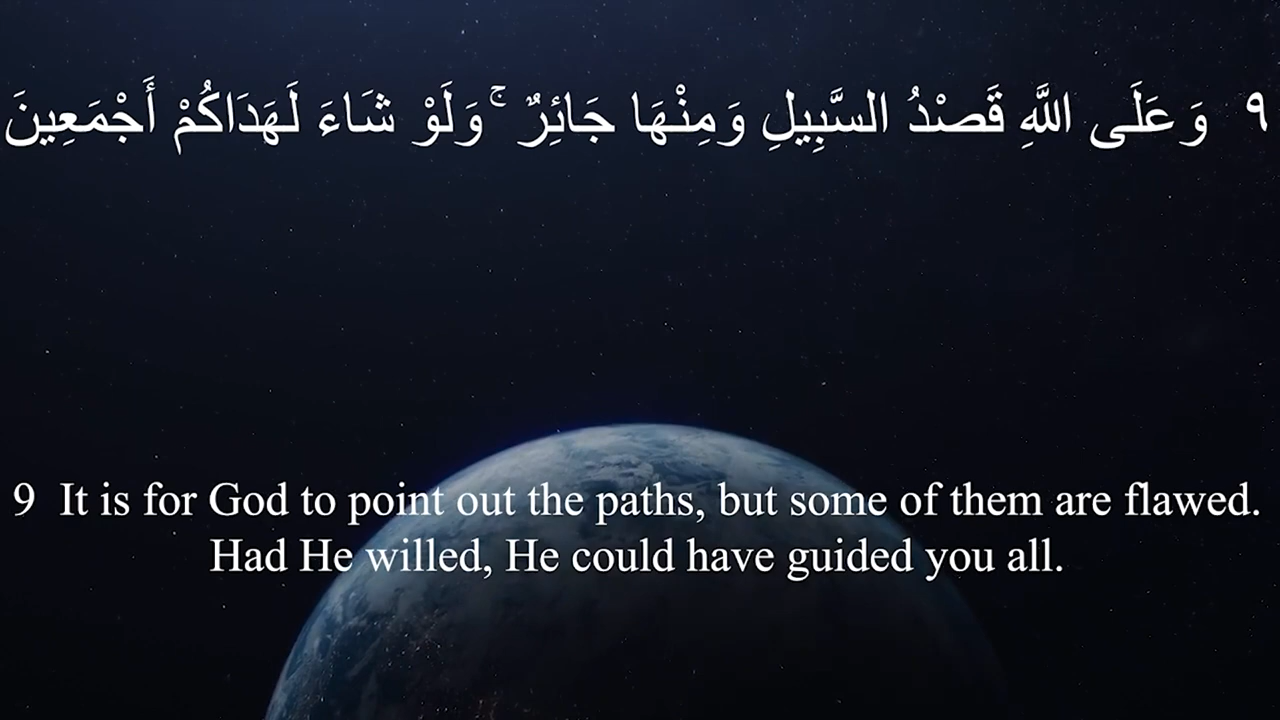 ٩ وَعَلَى اللَّهِ قَصْدُ السَّبِيلِ وَمِنْهَا جَائِرٌ ۚ وَلَوْ شَاءَ لَهَدَاكُمْ أَجْمَعِينَ
9 It is for God to point out the paths, but some of them are flawed.
Had He willed, He could have guided you all.